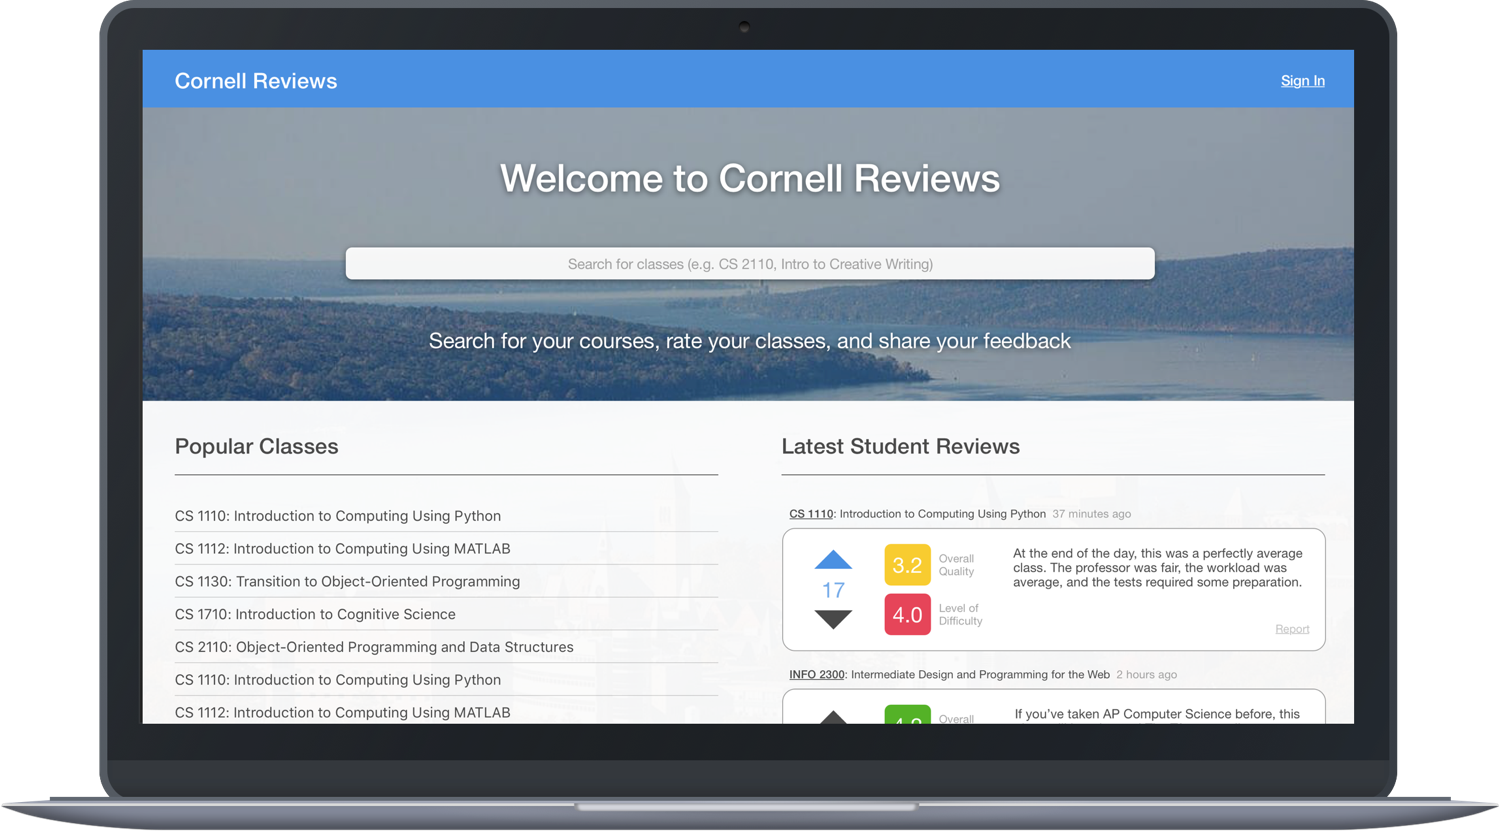 Cornell Reviews
Sign In
Welcome to Cornell Reviews
Search for classes (e.g. CS 2110, Intro to Creative Writing)
Search for your courses, rate your classes, and share your feedback
Popular Classes
CS 1110: Introduction to Computing Using Python
CS 1112: Introduction to Computing Using MATLAB
CS 1130: Transition to Object-Oriented Programming
CS 1710: Introduction to Cognitive Science
CS 2110: Object-Oriented Programming and Data Structures
CS 1110: Introduction to Computing Using Python
CS 1112: Introduction to Computing Using MATLAB
Latest Student Reviews
CS 1110: Introduction to Computing Using Python 37 minutes ago
17
3.2
Overall
Quality
4.0
Level of
Difficulty
At the end of the day, this was a perfectly average
class. The professor was fair, the workload was
average, and the tests required some preparation.
Report
INFO 2300: Intermediate Design and Programming for the Web 2 hours ago
Overall
If you’ve taken AP Computer Science before, this